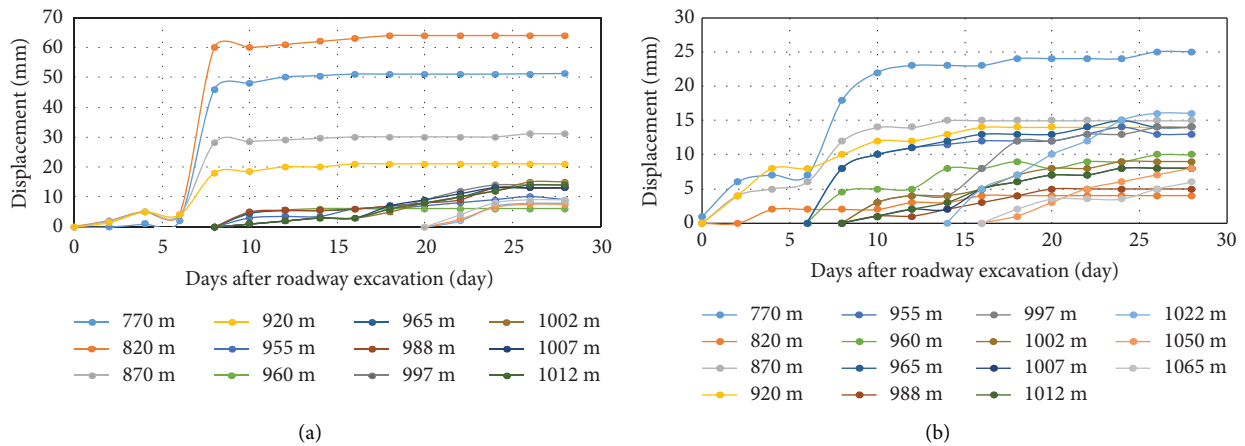 70
60
50
40
30
20
10
0
Displacement (mm)
0 5 10 15 20 25 30
Days after roadway excavation (day)
770 m 920 m 965 m 1002 m
820 m 955 m 988 m 1007 m
870 m 960 m 997 m 1012 m
(a)
30
25
20
15
10
5
0
Displacement (mm)
0 5 10 15 20 25 30
Days after roadway excavation (day)
770 m 955 m 997 m 1022 m
820 m 960 m 1002 m 1050 m
870 m 965 m 1007 m 1065 m
920 m 988 m 1012 m
(b)